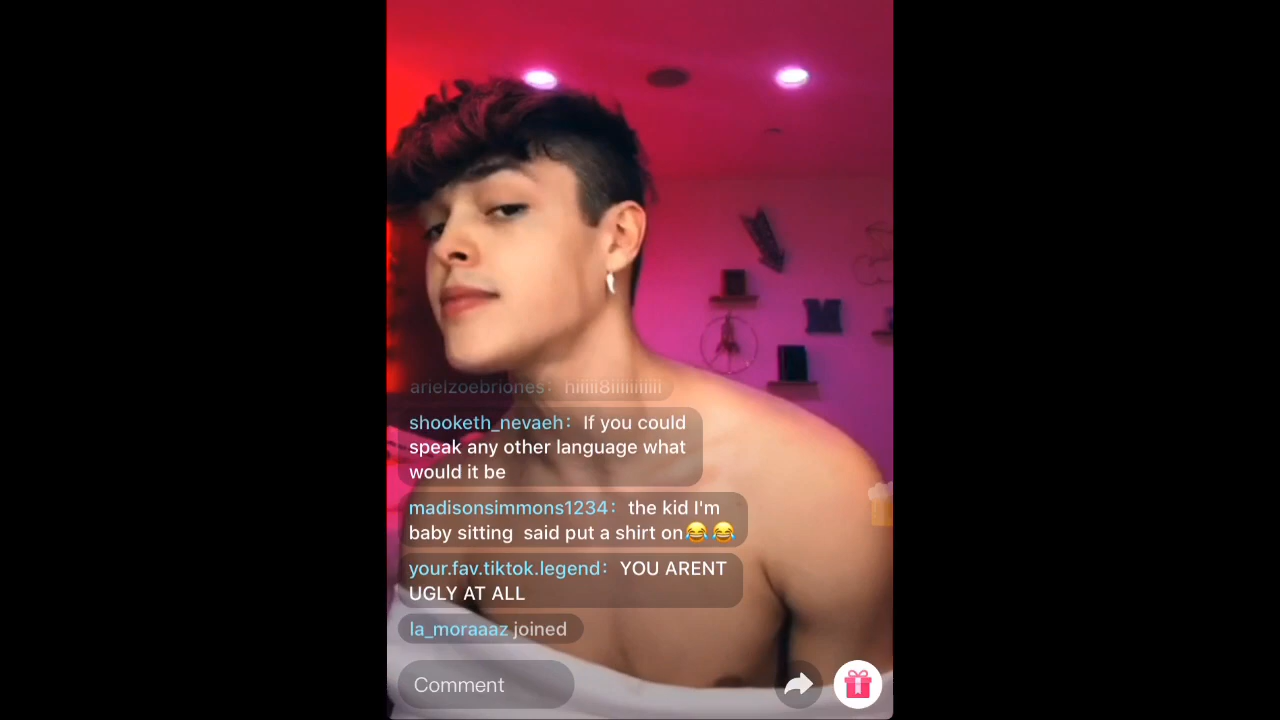 arielzoebriones: hiiiii8iiiiiiiiiii
shooketh_nevaeh: If you could
speak any other language what
would it be
madisonsimmons1234: the kid I'm
baby sitting said put a shirt on😂😂
your.fav.tiktok.legend: YOU ARENT
UGLY AT ALL
la_moraaaz joined
Comment
M